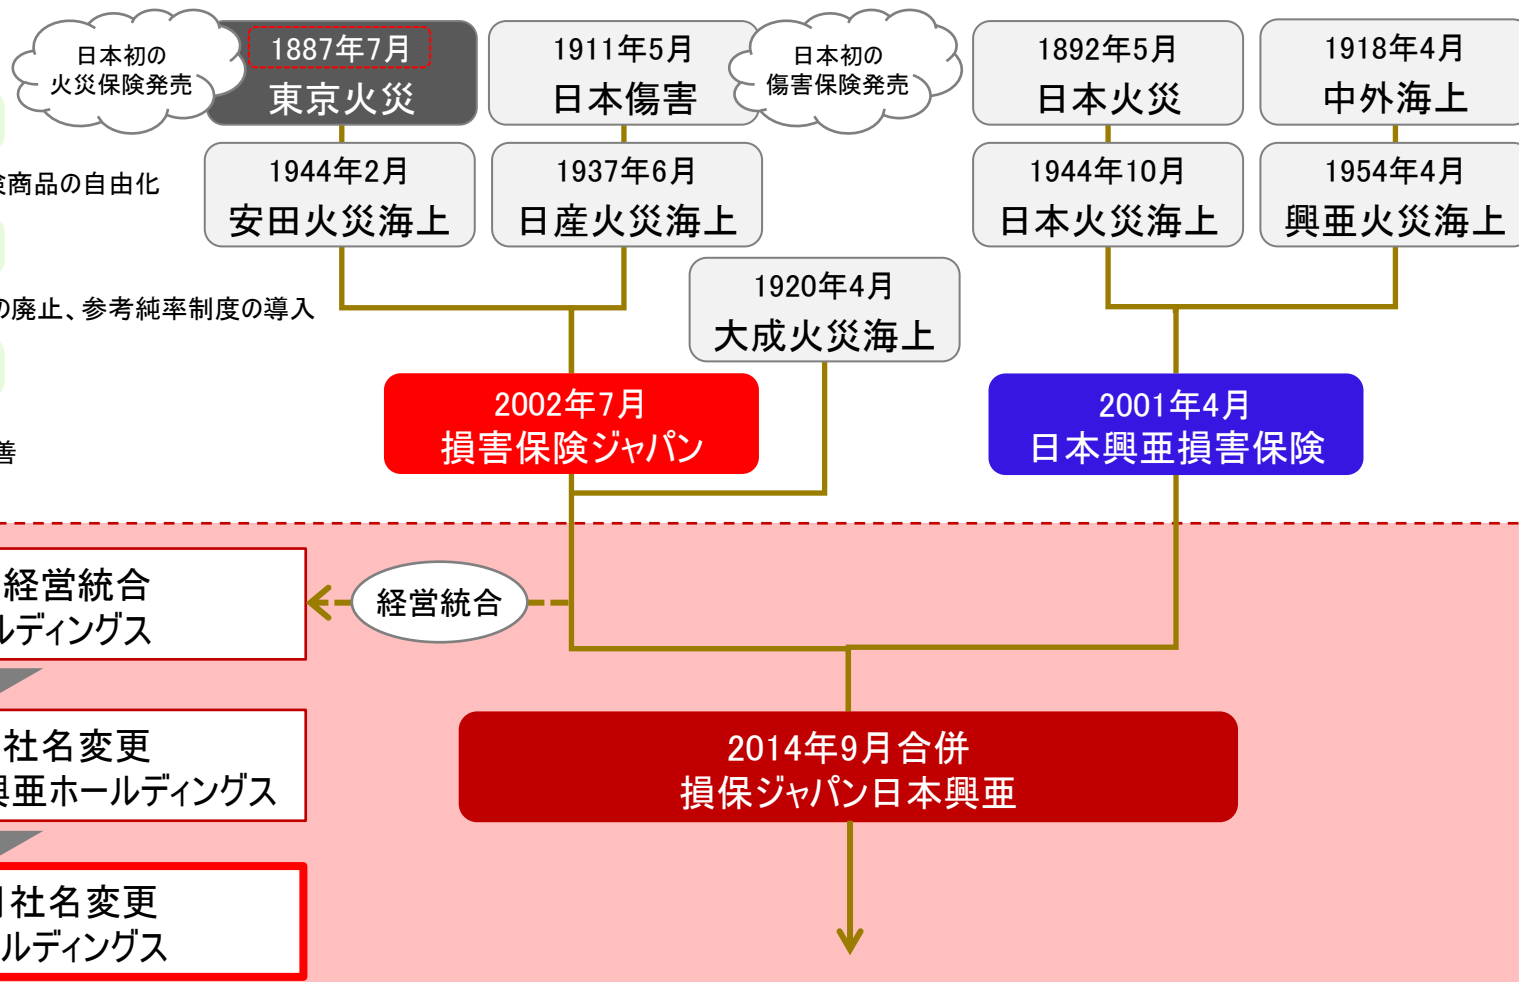 日本初の
火災保険発売
1887年7月
東京火災
1911年5月
日本傷害
日本初の
傷害保険発売
1892年5月
日本火災
1918年4月
中外海上
商品の自由化
1944年2月
安田火災海上
1937年6月
日産火災海上
1944年10月
日本火災海上
1954年4月
興亜火災海上
の廃止、参考純率制度の導入
1920年4月
大成火災海上
2002年7月
損害保険ジャパン
2001年4月
日本興亜損害保険
善
経営統合
ルディングス
経営統合
社名変更
興亜ホールディングス
2014年9月合併
損保ジャパン日本興亜
社名変更
ルディングス